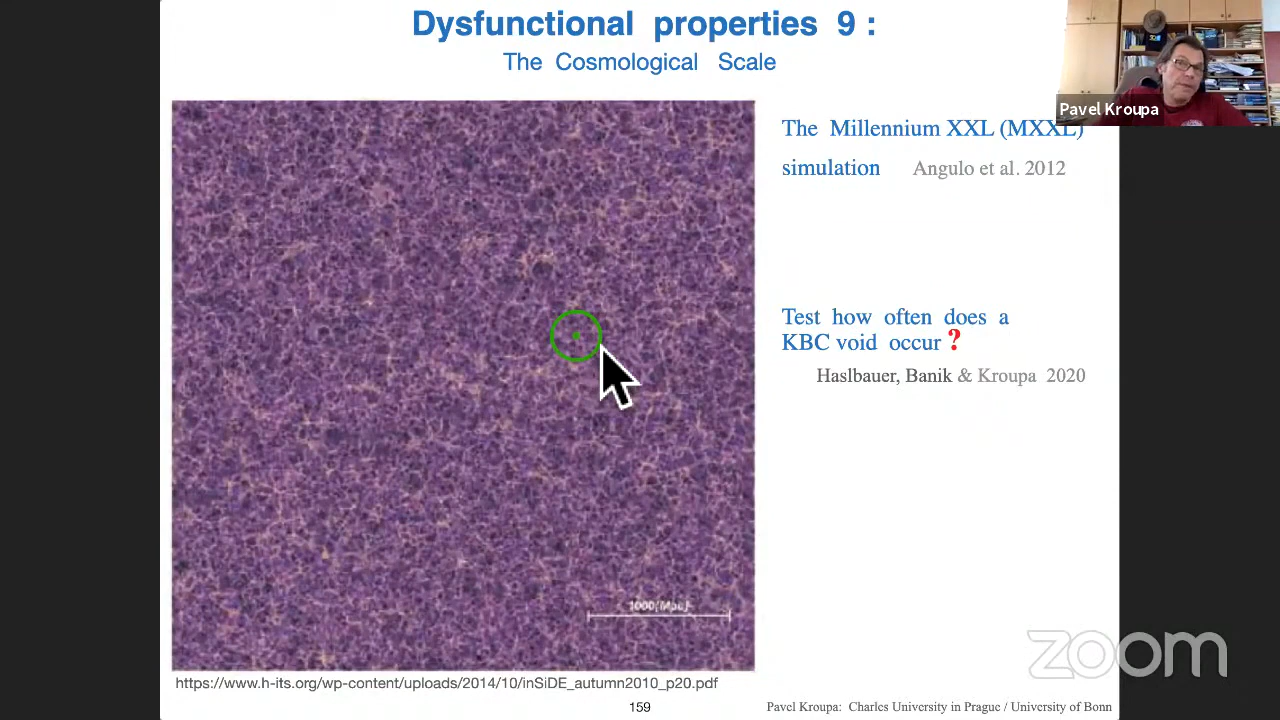 Dysfunctional properties 9 :
The Cosmological Scale
Pavel Kroupa
The Millennium XXL (MXXL)
simulation Angulo et al. 2012
Test how often does a
KBC void occur ?
Haslbauer, Banik & Kroupa 2020
1000[Mpc]
zoom
https://www.h-its.org/wp-content/uploads/2014/10/inSiDE_autumn2010_p20.pdf
159
Pavel Kroupa: Charles University in Prague / University of Bonn